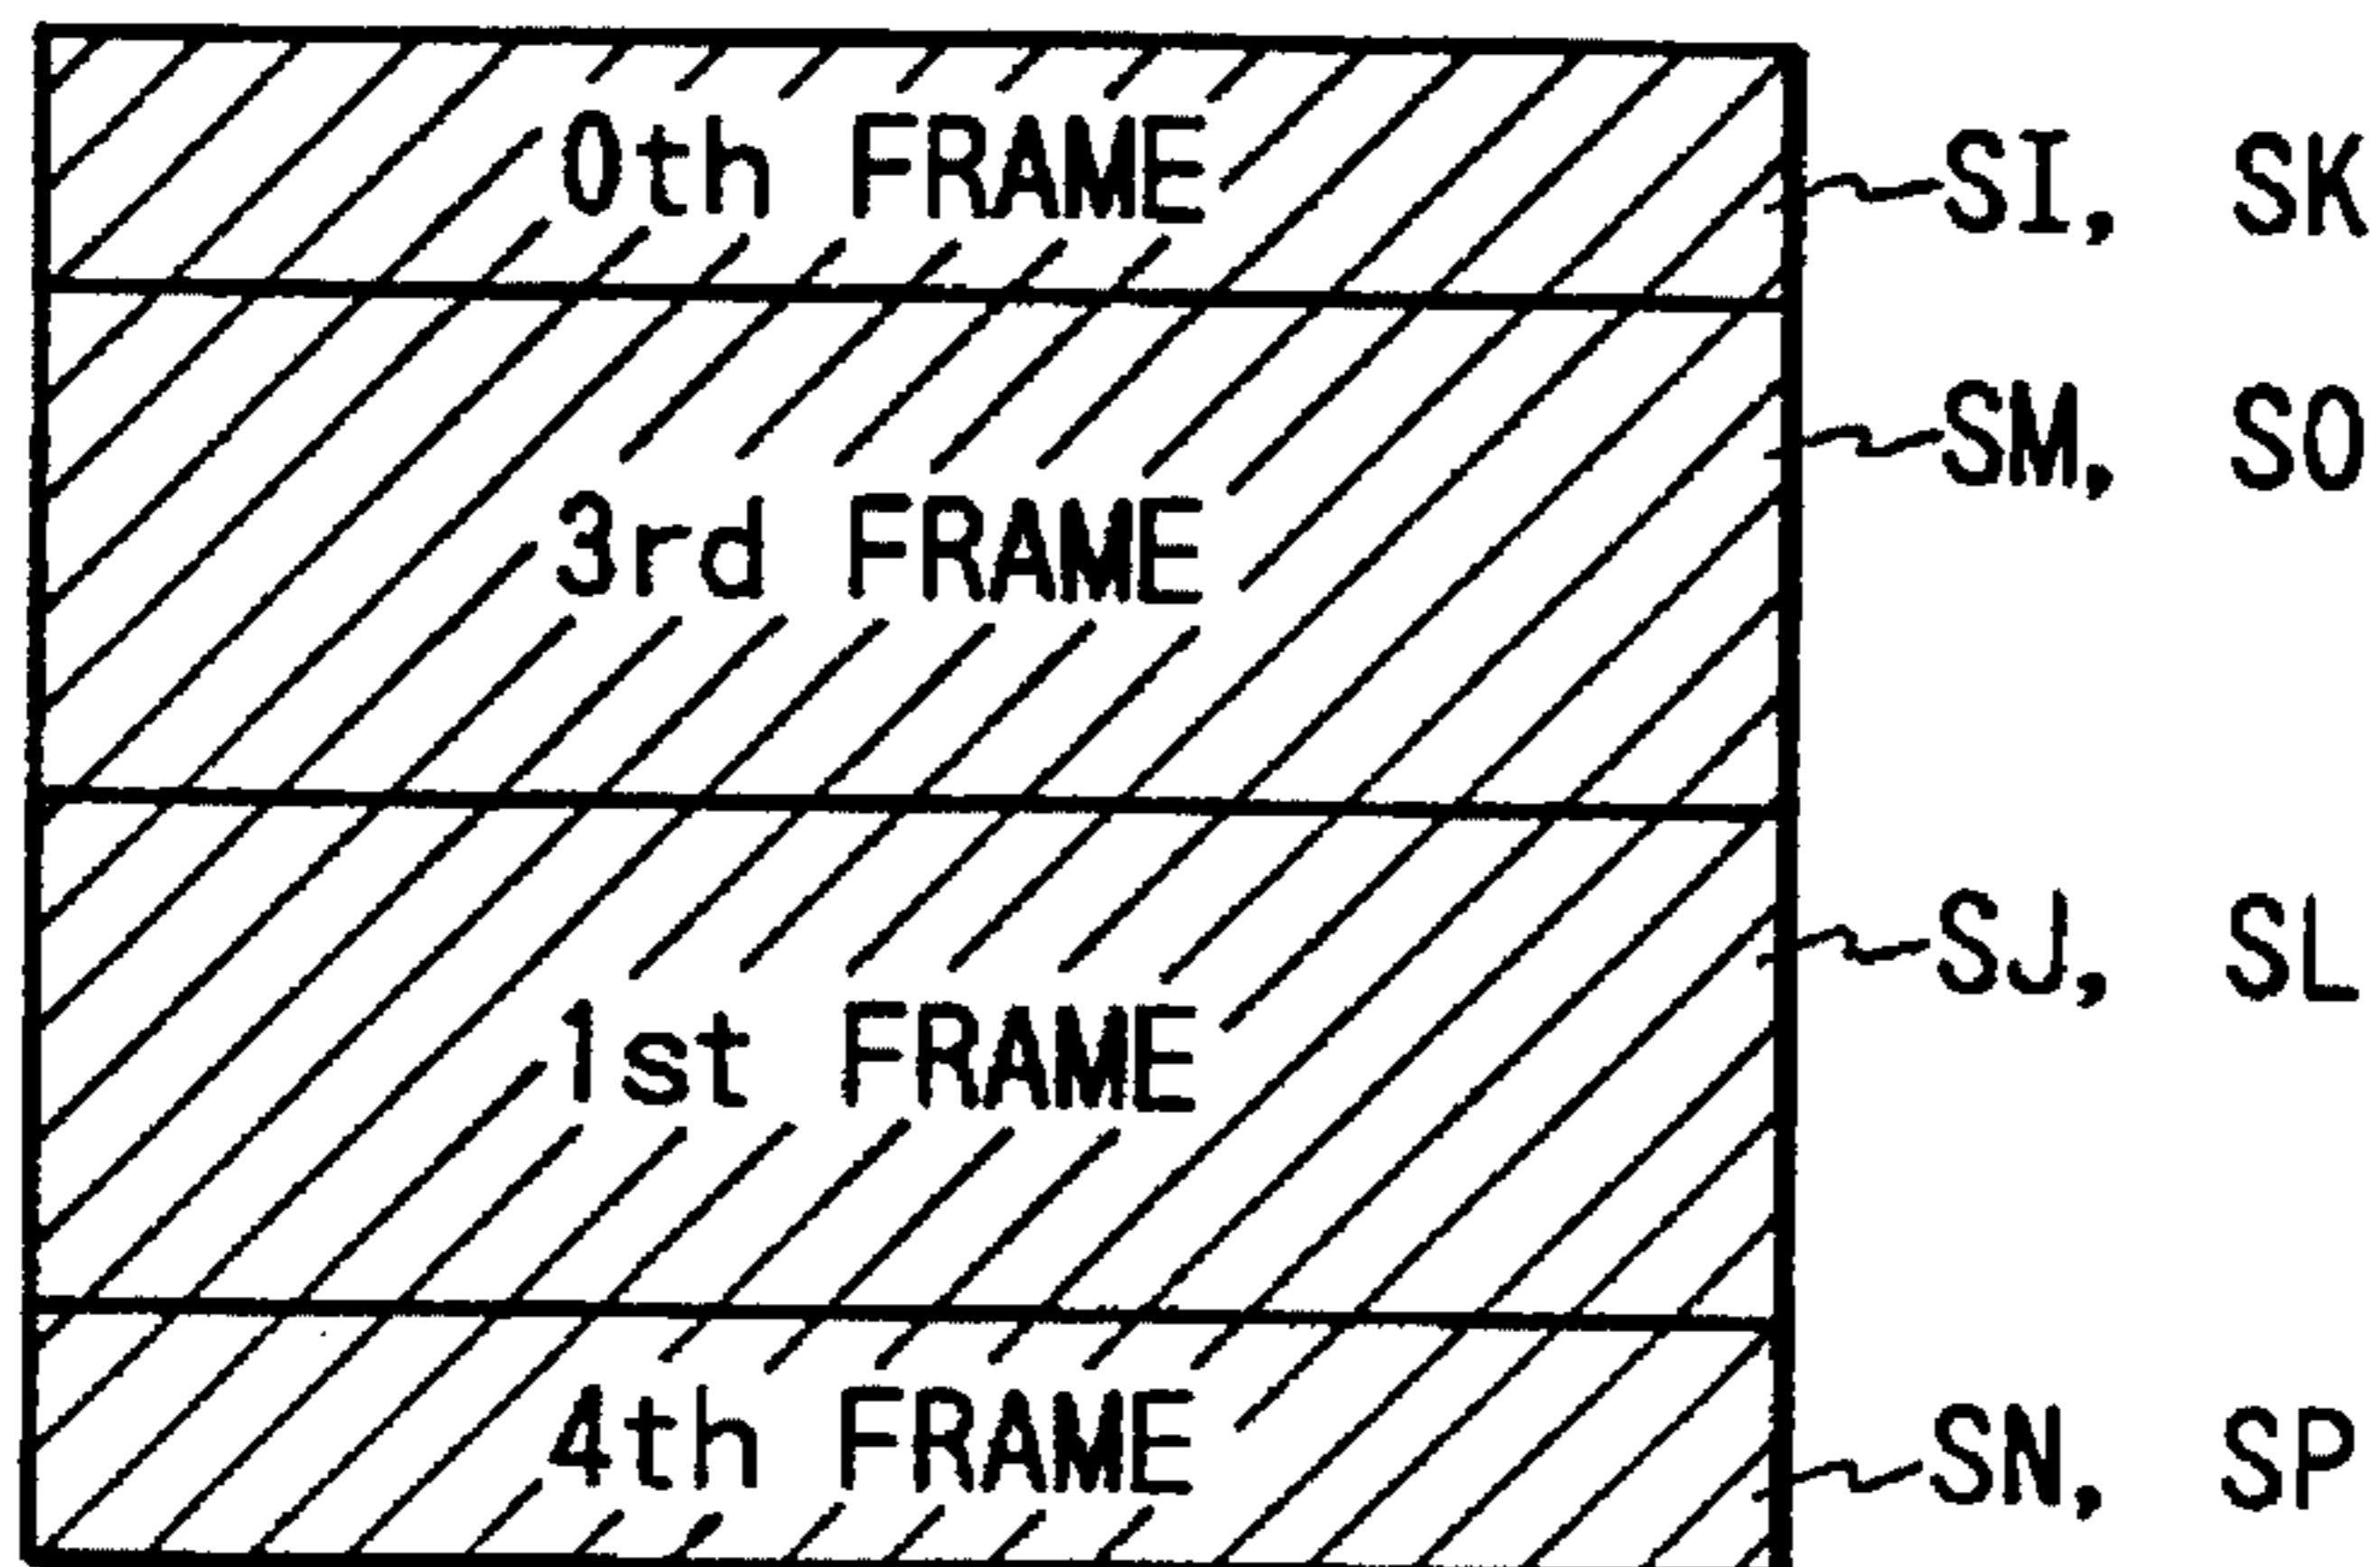 0th FRAME SI, SK
SM, SO
3rd FRAME
SJ, SL
1st FRAME
4th FRAME SN, SP